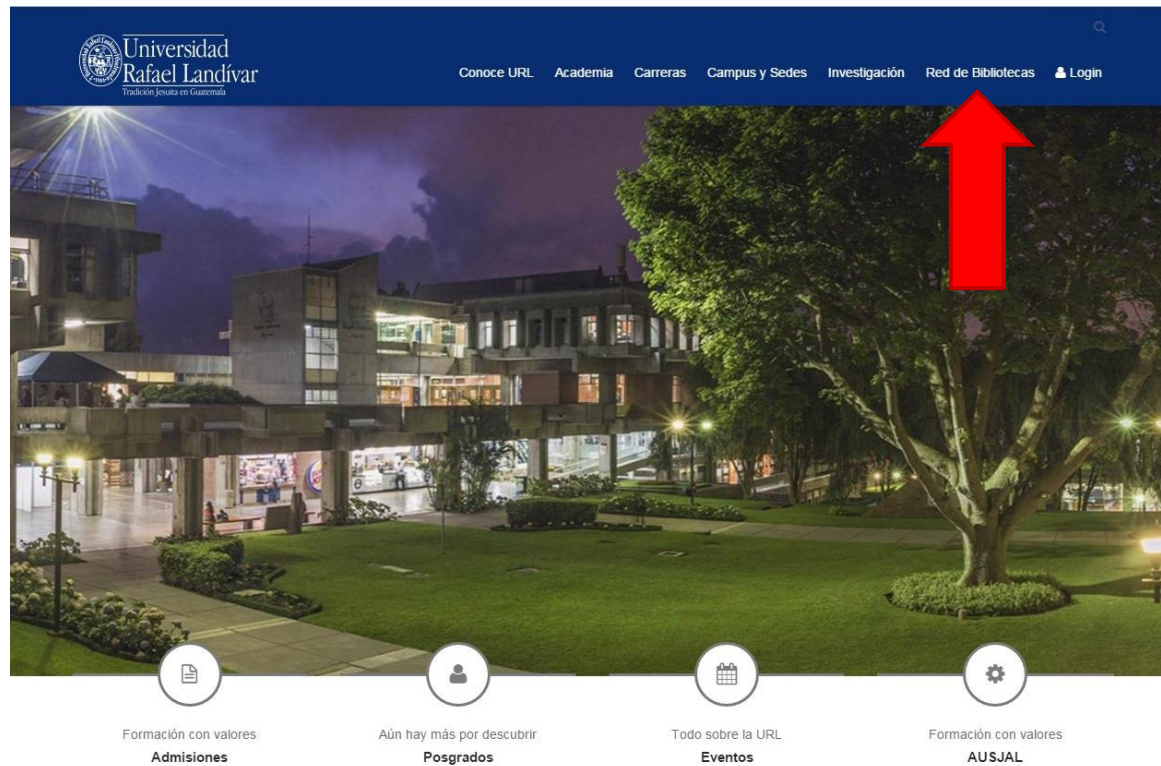 Universidad
Rafael Landívar
Tradición Jesuita en Guatemala
Conoce URL Academia Carreras Campus y Sedes Investigación Red de Bibliotecas Login
Formación con valores
Admisiones
Aún hay más por descubrir
Posgrados
Todo sobre la URL
Eventos
Formación con valores
AUSJAL